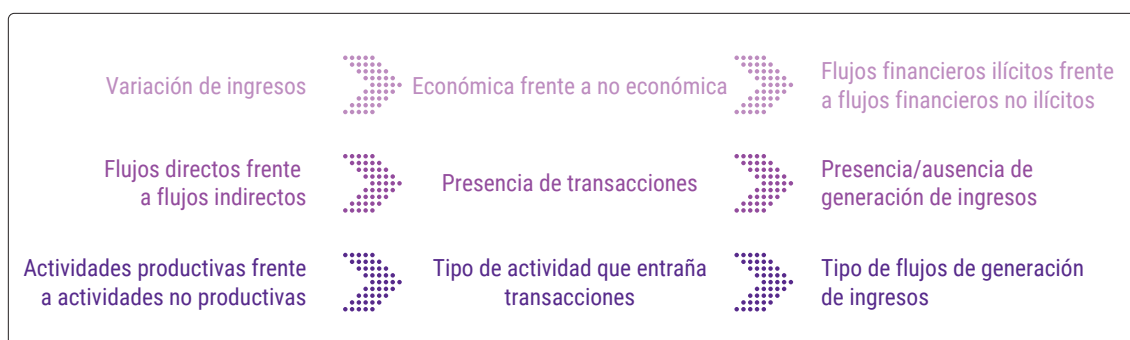 Variación de ingresos
Económica frente a no económica
Flujos financieros ilícitos frente
a flujos financieros no ilícitos
Flujos directos frente
a flujos indirectos
Presencia de transacciones
Presencia/ausencia de
generación de ingresos
Actividades productivas frente
a actividades no productivas
Tipo de actividad que entraña
transacciones
Tipo de flujos de generación
de ingresos